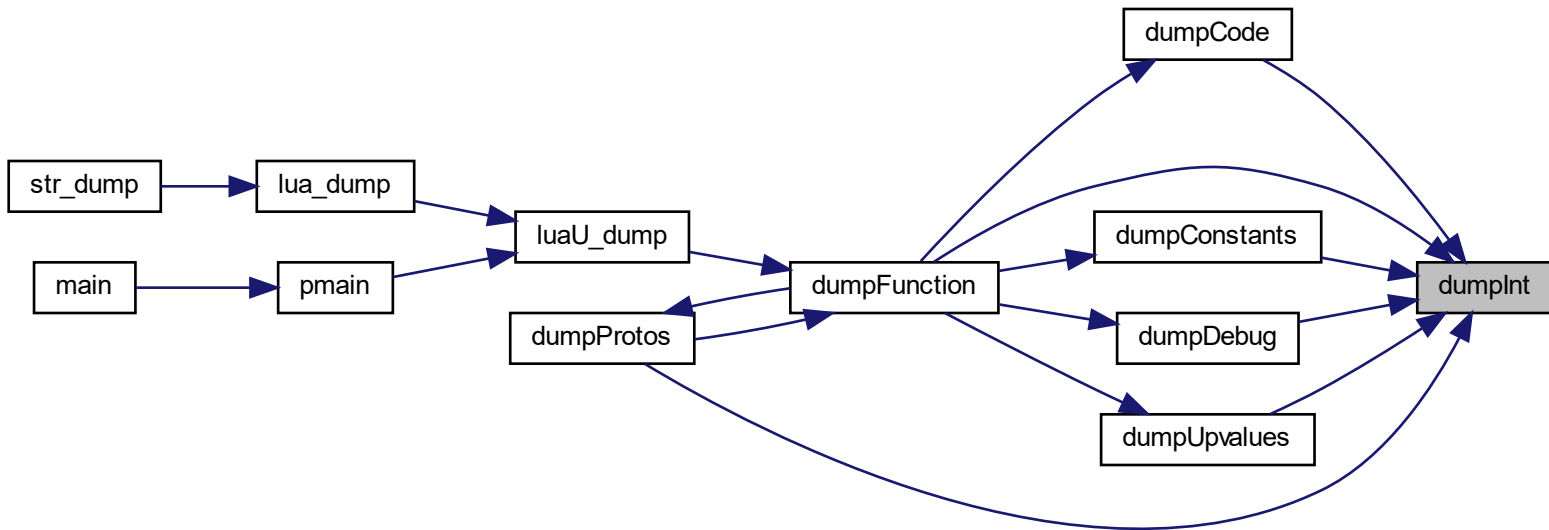 dumpCode
str_dump
lua_dump
luaU_dump
dumpConstants
main
pmain
dumpFunction
dumpInt
dumpProtos
dumpDebug
dumpUpvalues